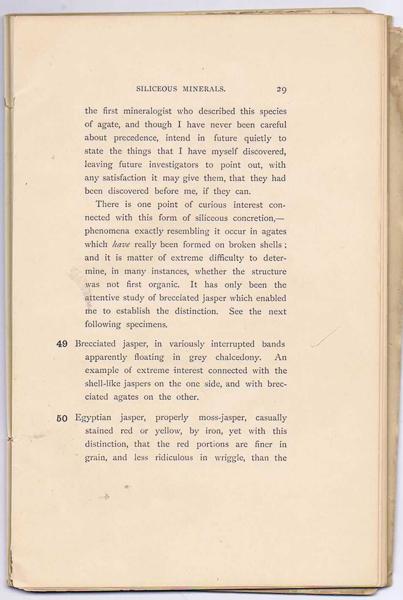 SILICEOUS MINERALS. 29
the first mineralogist who described this species
of agate, and though I have never been careful
about precedence, intend in future quietly to
state the things that I have myself discovered,
leaving future investigators to point out, with
any satisfaction it may give them, that they had
been discovered before me, if they can.
There is one point of curious interest con-
nected with this form of siliceous concretion,—
phenomena exactly resembling it occur in agates
which have really been formed on broken shells ;
and it is matter of extreme difficulty to deter-
mine, in many instances, whether the structure
was not first organic. It has only been the
attentive study of brecciated jasper which enabled
me to establish the distinction. See the next
following specimens.
49 Brecciated jasper, in variously interrupted bands
apparently floating in grey chalcedony. An
example of extreme interest connected with the
shell-like jaspers on the one side, and with brec-
ciated agates on the other.
50 Egyptian jasper, properly moss-jasper, casually
stained red or yellow, by iron, yet with this
distinction, that the red portions are finer in
grain, and less ridiculous in wriggle, than the